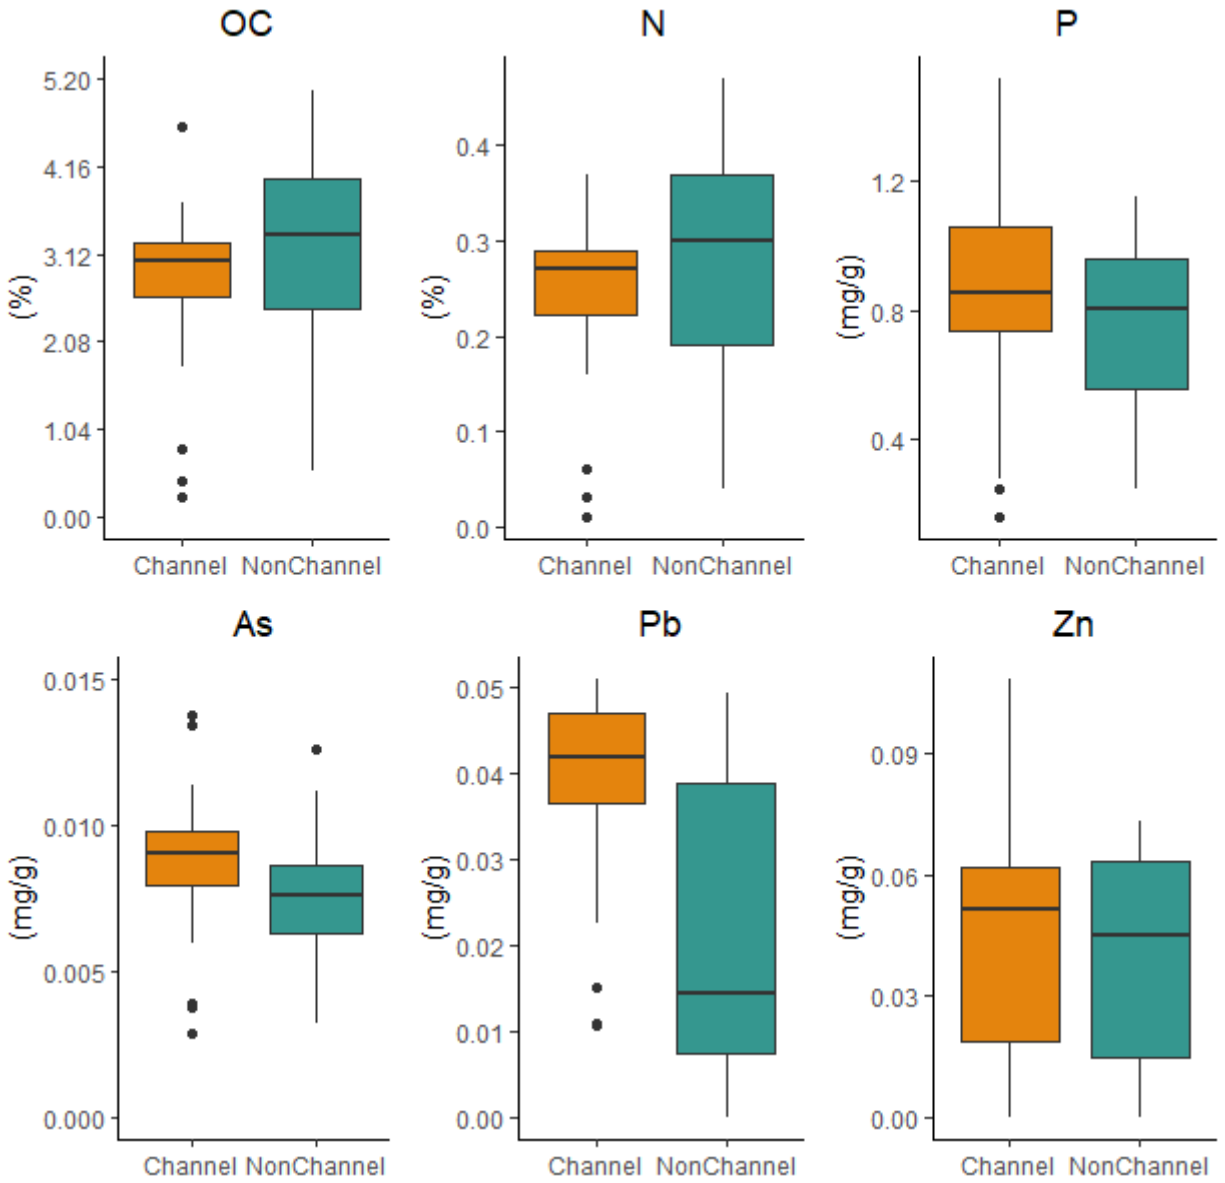 OC
N
P
5.20
4.16
3.12
2.08
1.04
0.00
(%)
Channel NonChannel
0.4
0.3
0.2
0.1
0.0
(%)
Channel NonChannel
1.2
0.8
0.4
(mg/g)
Channel NonChannel
As
Pb
Zn
0.015
0.010
0.005
0.000
(mg/g)
Channel NonChannel
0.05
0.04
0.03
0.02
0.01
0.00
(mg/g)
Channel NonChannel
0.09
0.06
0.03
0.00
(mg/g)
Channel NonChannel